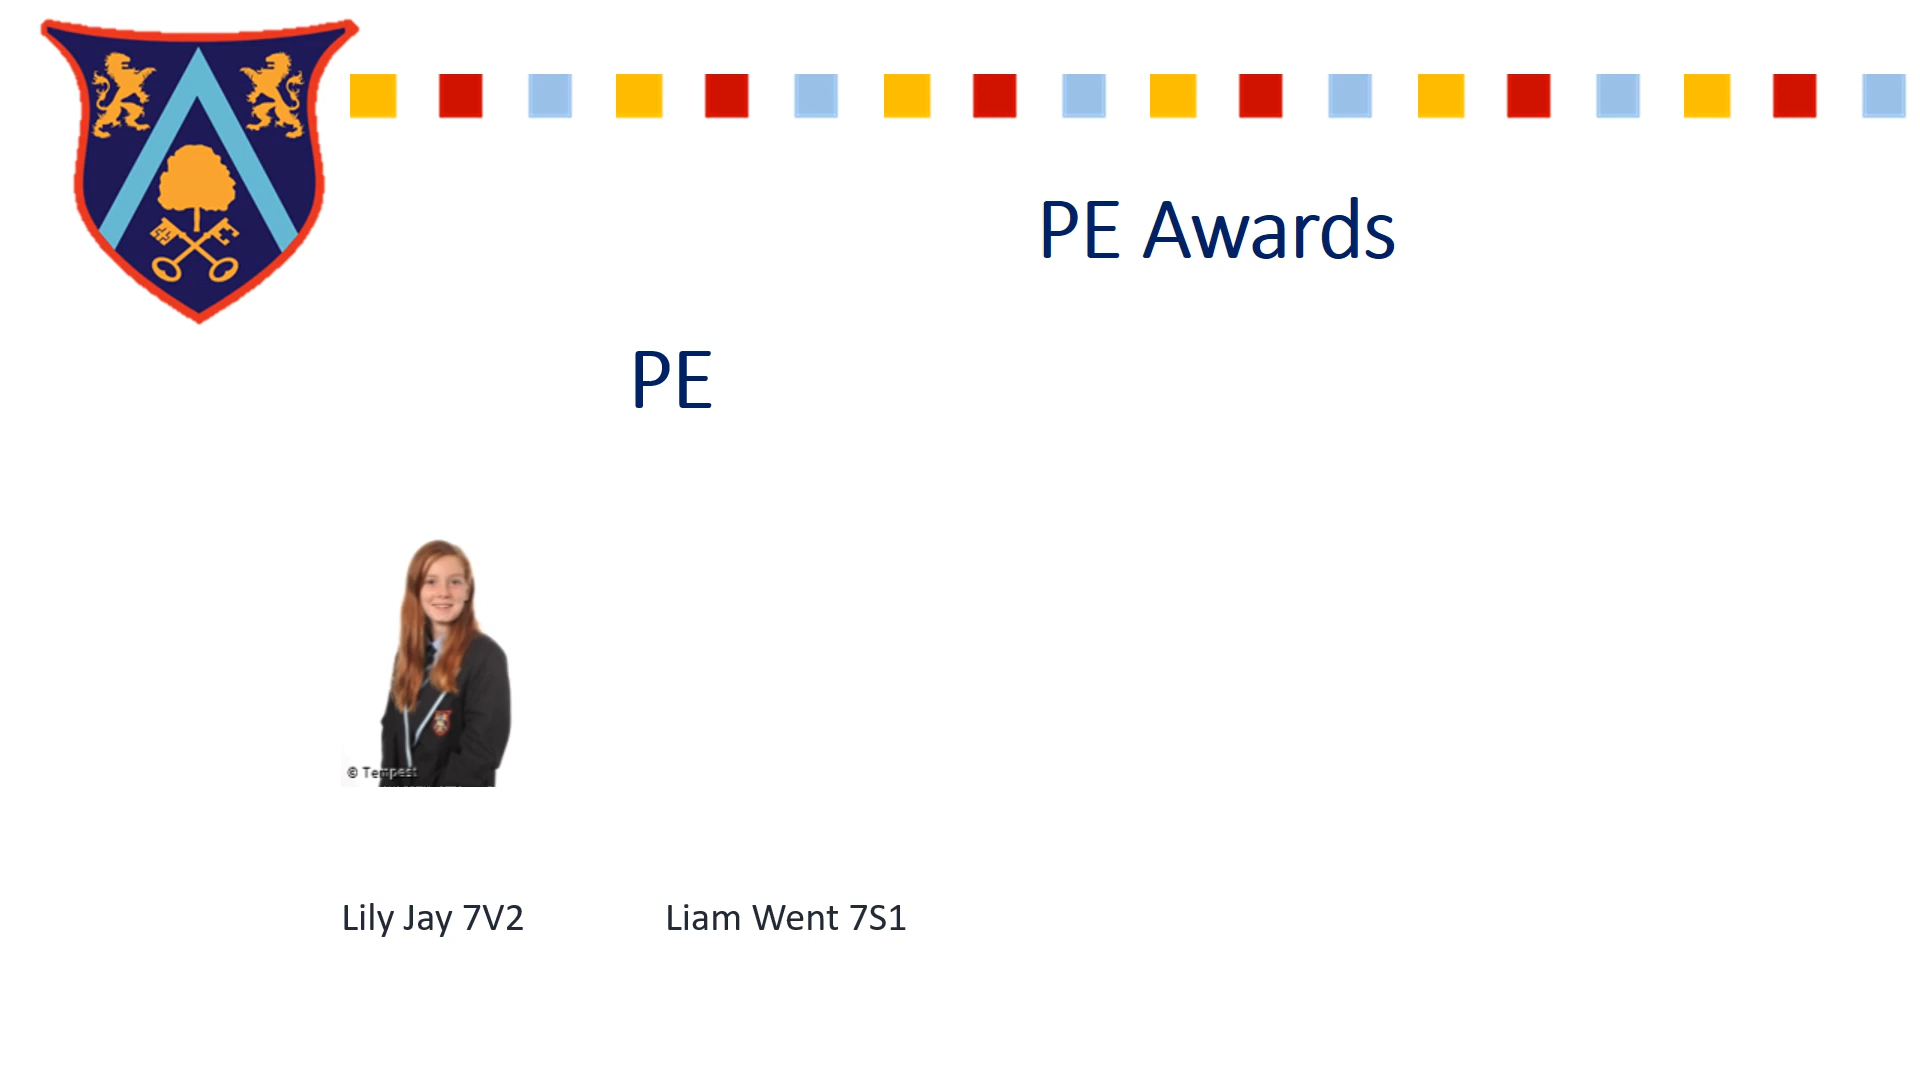 PE Awards
PE
© Tempest
Lily Jay 7V2
Liam Went 7S1